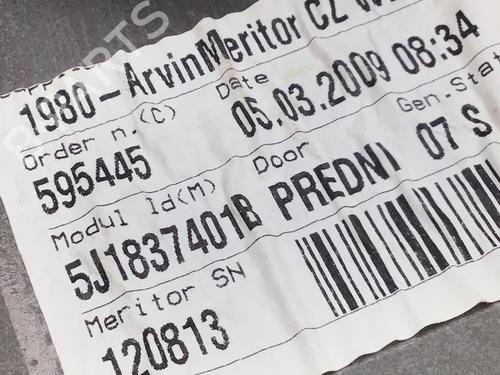 1980-ArvinMeritor CZ
Order n.(C) Date
595445 05.03.2009 08:34
Modul Id(M) Door Gen.Stat
5J1837401B PREDNI 07 S
Meritor SN
120813
PARTS